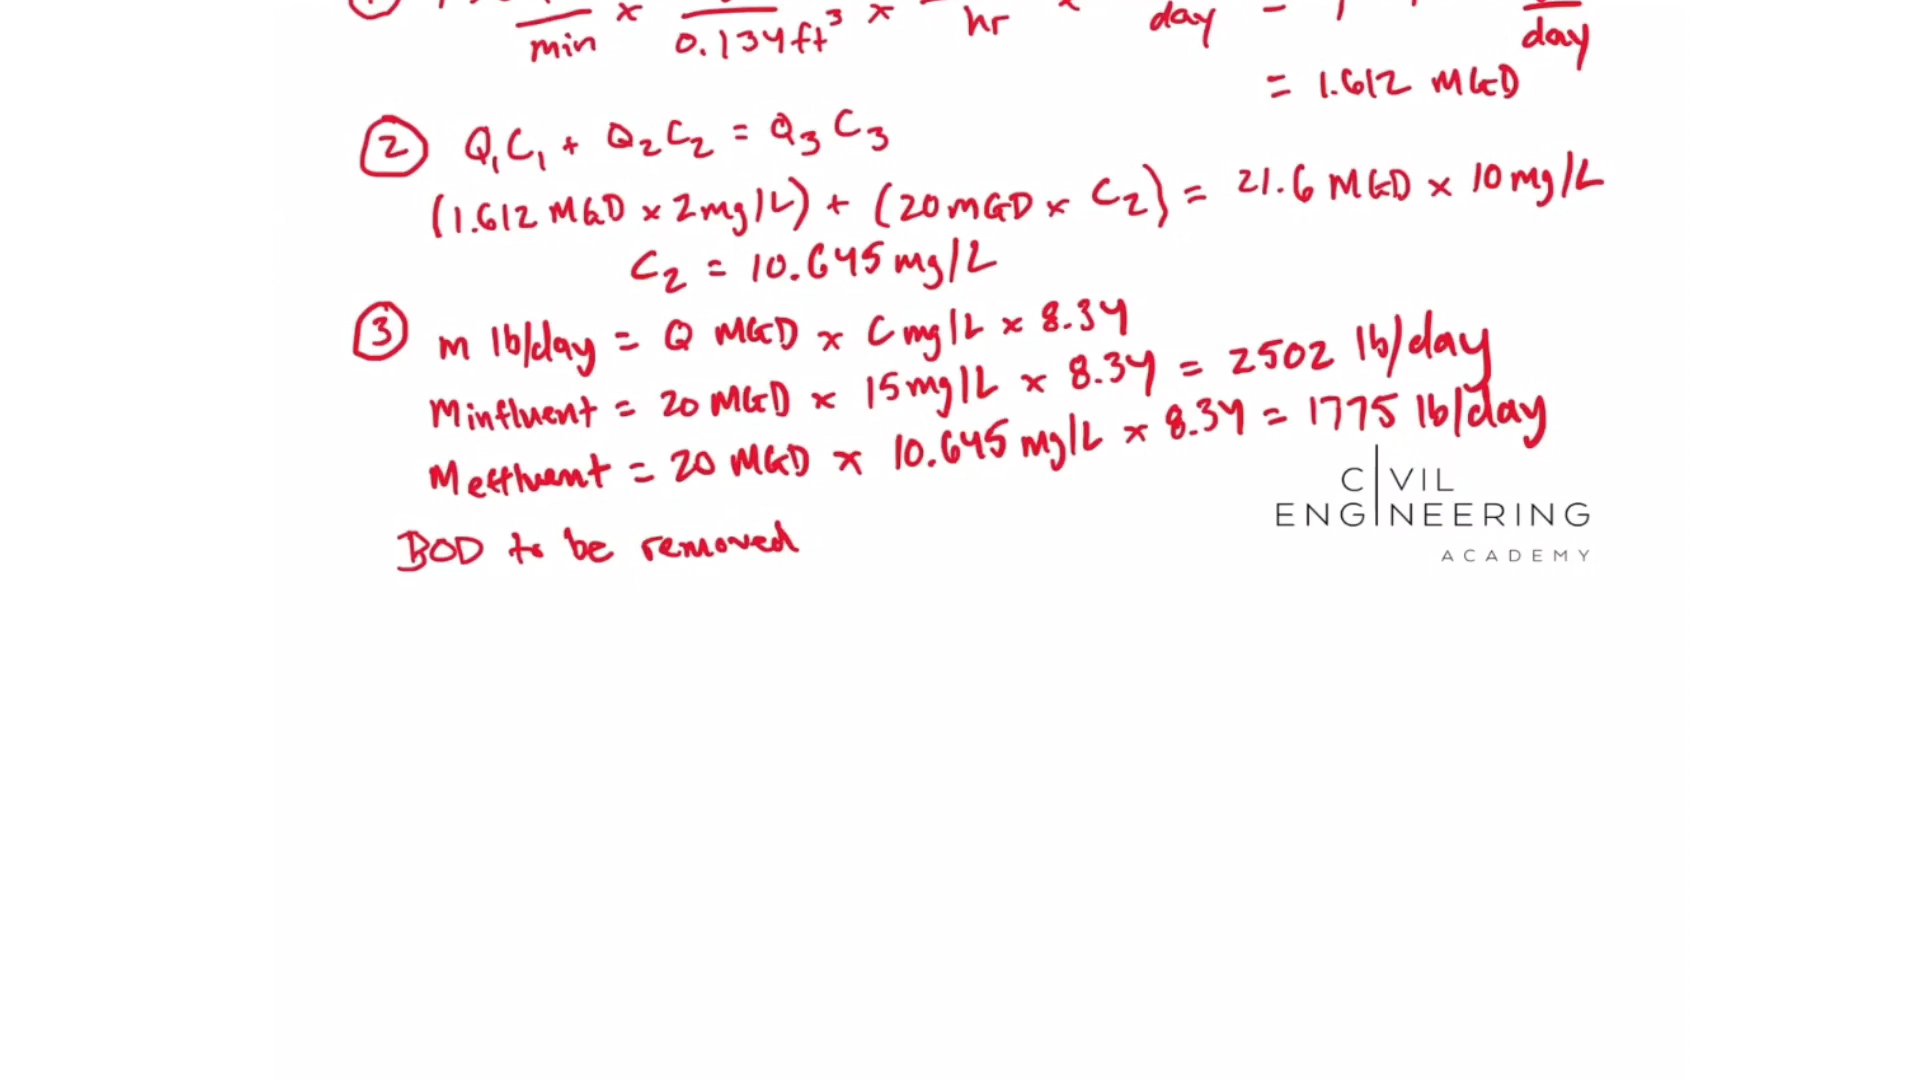 min × 0.134ft³ × hr × day = day
= 1.612 MGD
② Q₁C₁ + Q₂C₂ = Q₃C₃
(1.612 MGD × 2mg/L) + (20MGD × C₂) = 21.6 MGD × 10mg/L
C₂ = 10.645 mg/L
③ m lb/day = Q MGD × C mg/L × 8.34
Minfluent = 20 MGD × 15mg/L × 8.34 = 2502 lb/day
Meffluent = 20 MGD × 10.645 mg/L × 8.34 = 1775 lb/day
BOD to be removed
CIVIL
ENGINEERING
ACADEMY